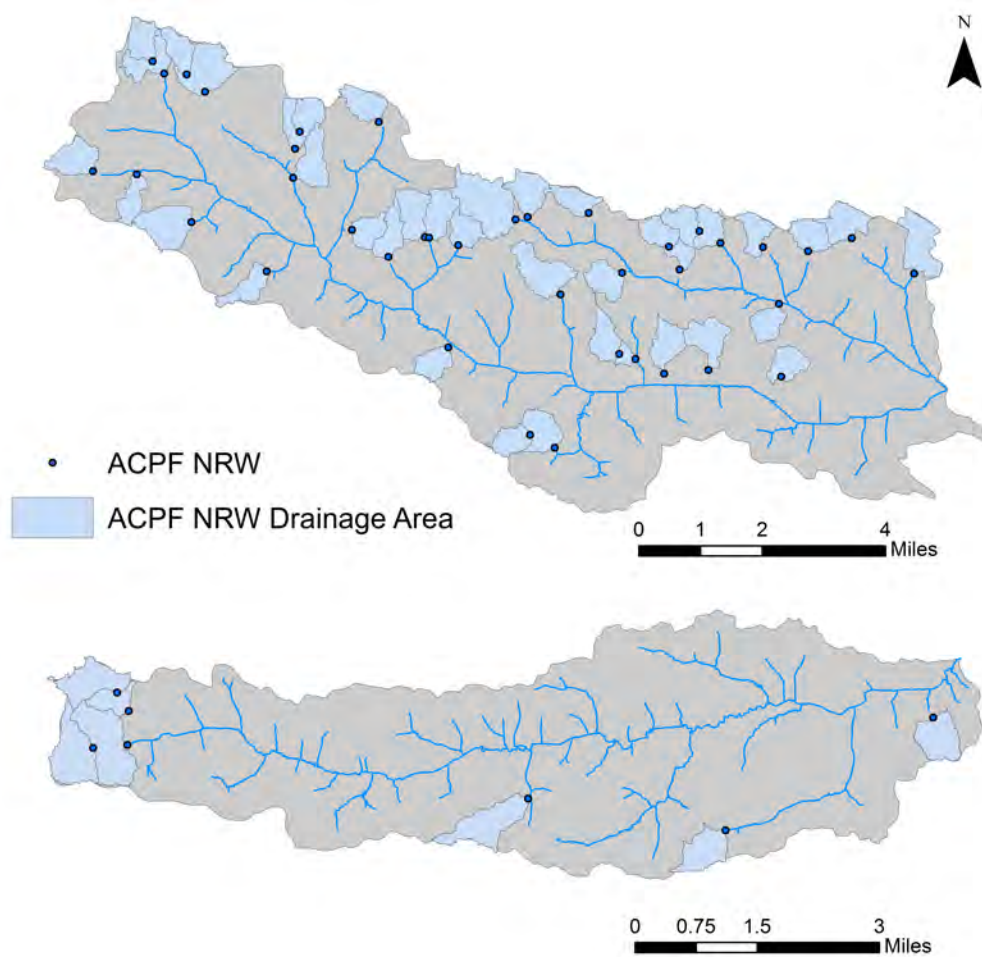 N
ACPF NRW
ACPF NRW Drainage Area
0 1 2 4
Miles
0 0.75 1.5 3
Miles